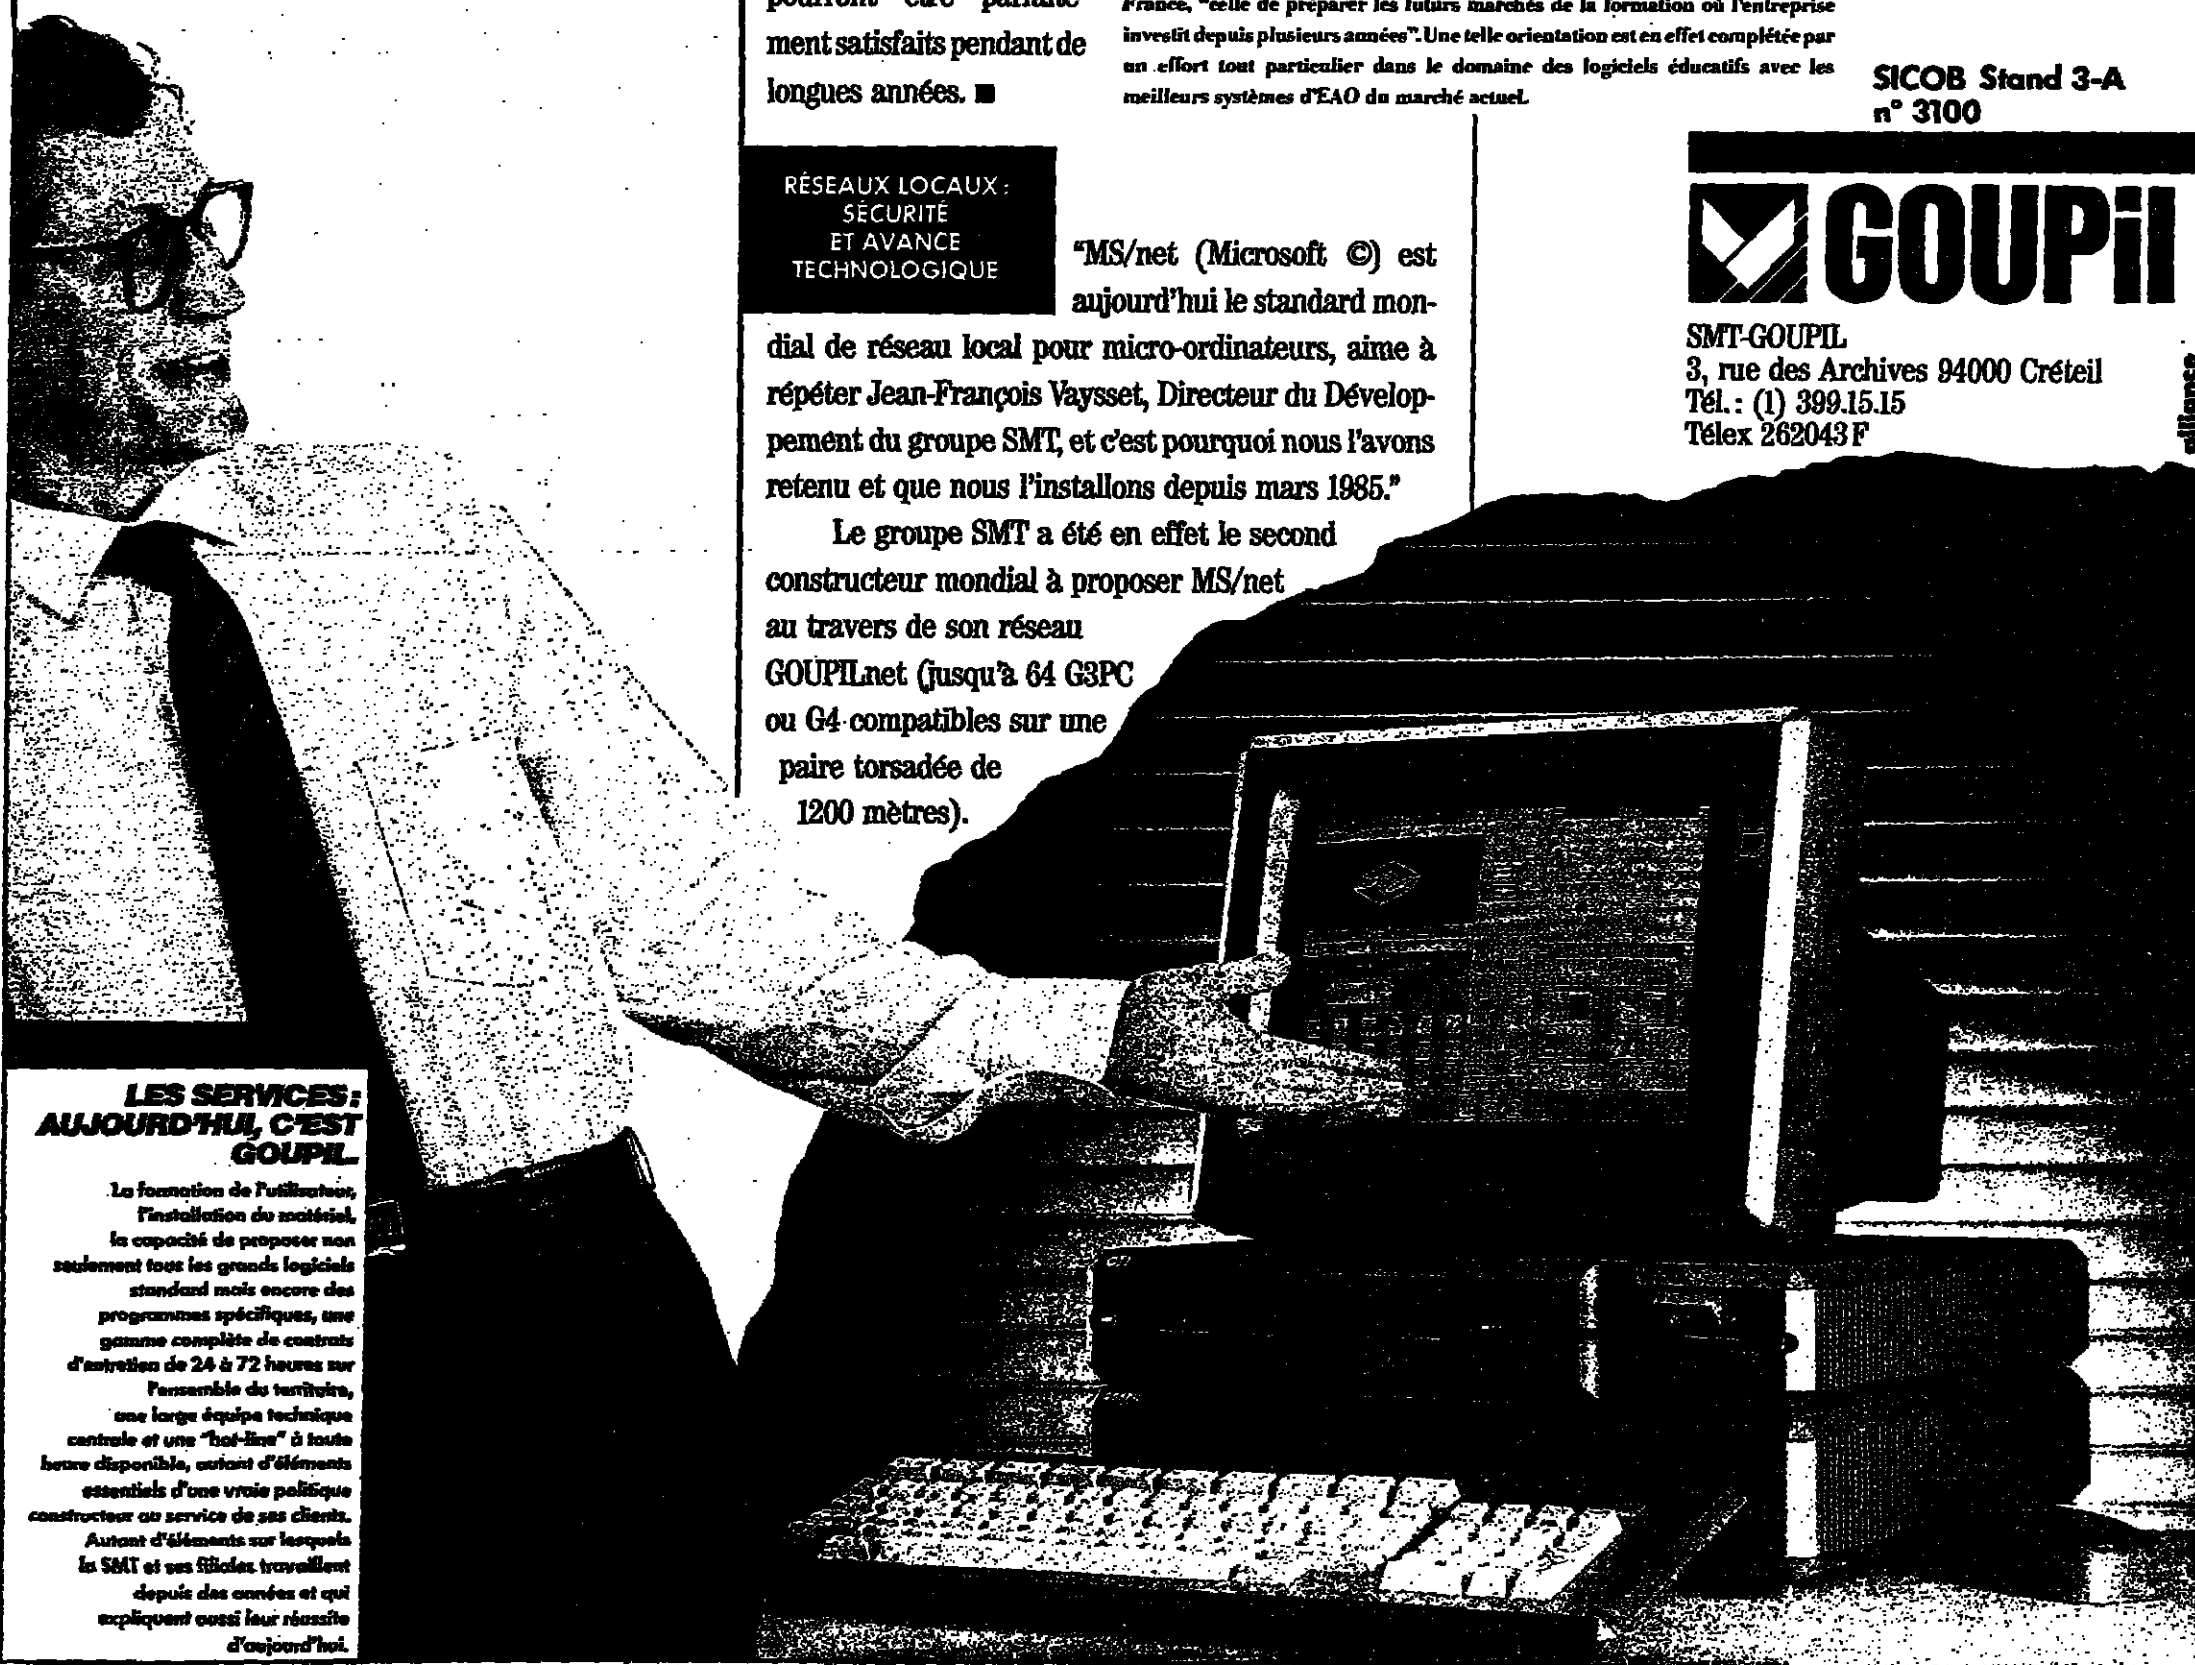 pourront être parfaite-
ment satisfaits pendant de
longues années. ■
France, "celle de préparer les futurs marchés de la formation où l'entreprise
investit depuis plusieurs années". Une telle orientation est en effet complétée par
un effort tout particulier dans le domaine des logiciels éducatifs avec les
meilleurs systèmes d'EAO du marché actuel.
SICOB Stand 3-A
n° 3100
RÉSEAUX LOCAUX :
SÉCURITÉ
ET AVANCE
TECHNOLOGIQUE
"MS/net (Microsoft ©) est
aujourd'hui le standard mon-
dial de réseau local pour micro-ordinateurs, aime à
répéter Jean-François Vaysset, Directeur du Dévelop-
pement du groupe SMT, et c'est pourquoi nous l'avons
retenu et que nous l'installons depuis mars 1985."
Le groupe SMT a été en effet le second
constructeur mondial à proposer MS/net
au travers de son réseau
GOUPILnet (jusqu'à 64 G3PC
ou G4 compatibles sur une
paire torsadée de
1200 mètres).
GOUPil
SMT-GOUPIL
3, rue des Archives 94000 Créteil
Tél.: (1) 399.15.15
Télex 262043 F
alliance
LES SERVICES:
AUJOURD'HUI, C'EST
GOUPIL.
La formation de l'utilisateur,
l'installation du matériel,
la capacité de proposer non
seulement tous les grands logiciels
standard mais encore des
programmes spécifiques, une
gamme complète de contrats
d'entretien de 24 à 72 heures sur
l'ensemble du territoire,
une large équipe technique
centrale et une "hot-line" à toute
heure disponible, autant d'éléments
essentiels d'une vraie politique
constructeur au service de ses clients.
Autant d'éléments sur lesquels
la SMT et ses filiales travaillent
depuis des années et qui
expliquent aussi leur réussite
d'aujourd'hui.